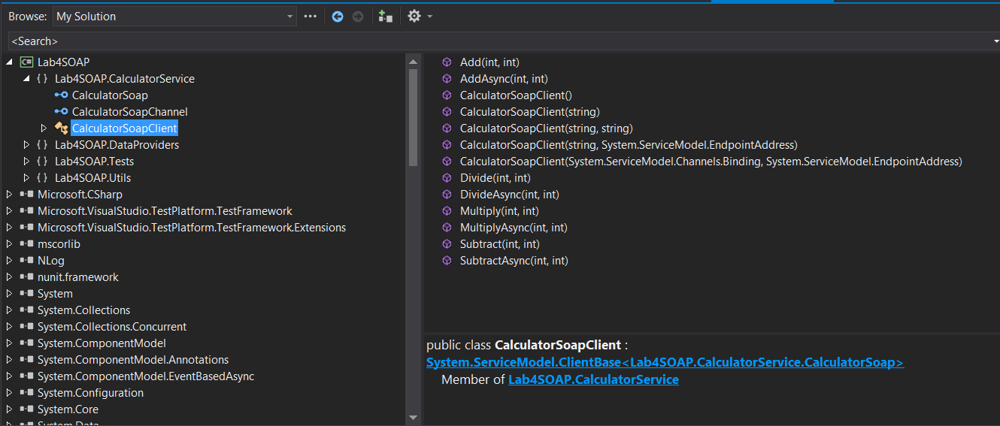 Browse: My Solution
<Search>
C# Lab4SOAP
{ } Lab4SOAP.CalculatorService
CalculatorSoap
CalculatorSoapChannel
CalculatorSoapClient
{ } Lab4SOAP.DataProviders
{ } Lab4SOAP.Tests
{ } Lab4SOAP.Utils
Microsoft.CSharp
Microsoft.VisualStudio.TestPlatform.TestFramework
Microsoft.VisualStudio.TestPlatform.TestFramework.Extensions
mscorlib
NLog
nunit.framework
System
System.Collections
System.Collections.Concurrent
System.ComponentModel
System.ComponentModel.Annotations
System.ComponentModel.EventBasedAsync
System.Configuration
System.Core
System.Data
Add(int, int)
AddAsync(int, int)
CalculatorSoapClient()
CalculatorSoapClient(string)
CalculatorSoapClient(string, string)
CalculatorSoapClient(string, System.ServiceModel.EndpointAddress)
CalculatorSoapClient(System.ServiceModel.Channels.Binding, System.ServiceModel.EndpointAddress)
Divide(int, int)
DivideAsync(int, int)
Multiply(int, int)
MultiplyAsync(int, int)
Subtract(int, int)
SubtractAsync(int, int)
public class CalculatorSoapClient :
System.ServiceModel.ClientBase<Lab4SOAP.CalculatorService.CalculatorSoap>
Member of Lab4SOAP.CalculatorService